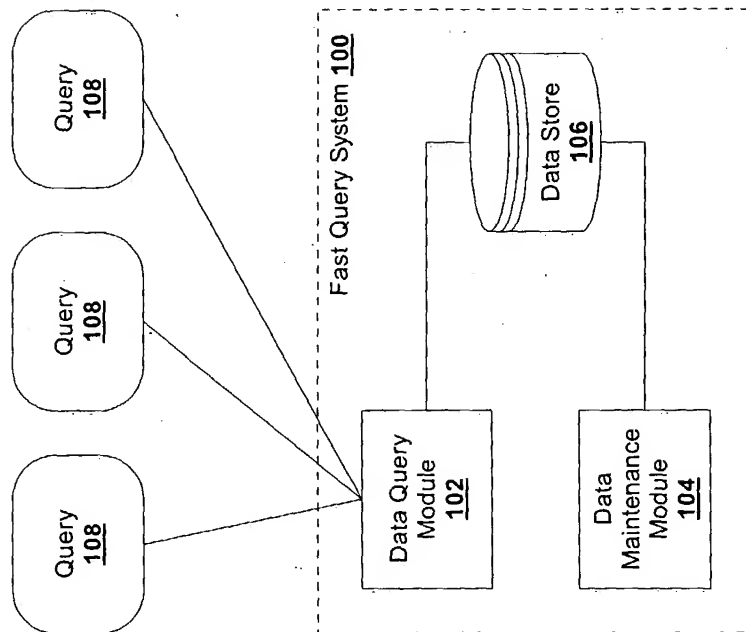 Query
108
Query
108
Query
108
Fast Query System 100
Data Query
Module
102
Data Store
106
Data
Maintenance
Module
104